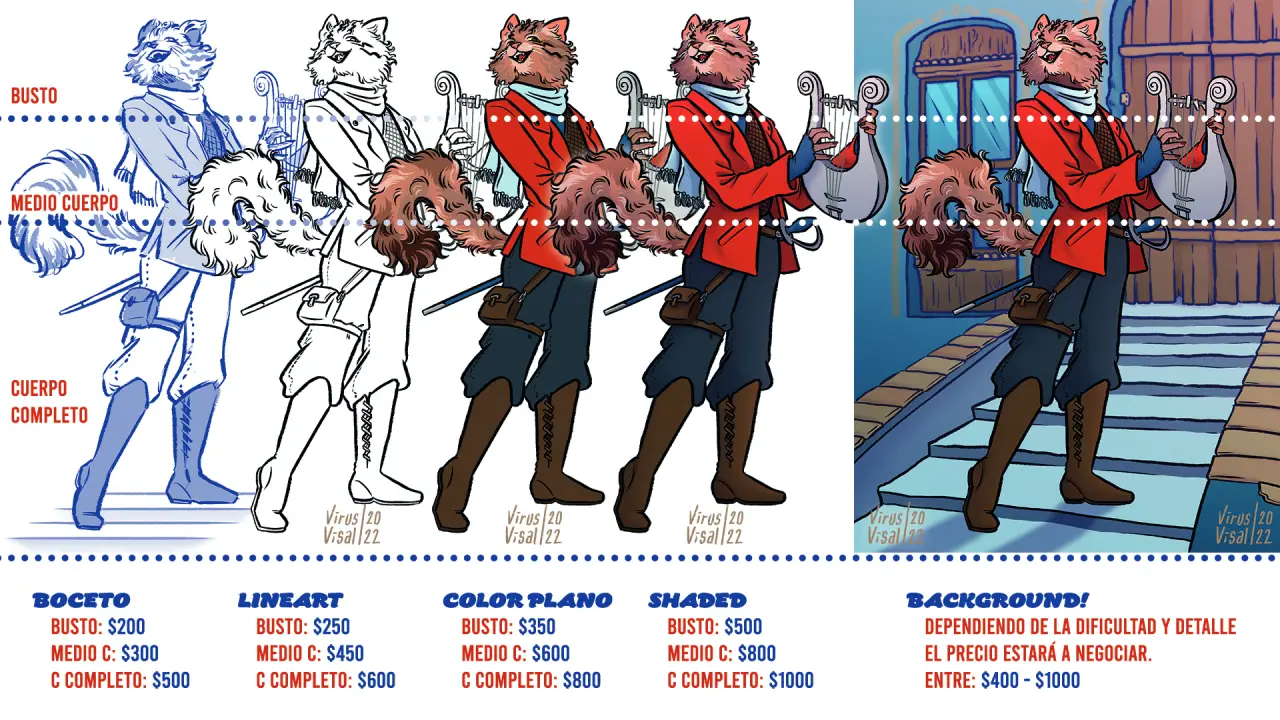 BUSTO
MEDIO CUERPO
CUERPO
COMPLETO
Virus|20
Visal|22
Virus|20
Visal|22
Virus|20
Visal|22
Virus|20
Visal|22
Virus|20
Visal|22
BOCETO
BUSTO: $200
MEDIO C: $300
C COMPLETO: $500
LINEART
BUSTO: $250
MEDIO C: $450
C COMPLETO: $600
COLOR PLANO
BUSTO: $350
MEDIO C: $600
C COMPLETO: $800
SHADED
BUSTO: $500
MEDIO C: $800
C COMPLETO: $1000
BACKGROUND!
DEPENDIENDO DE LA DIFICULTAD Y DETALLE
EL PRECIO ESTARÁ A NEGOCIAR.
ENTRE: $400 - $1000